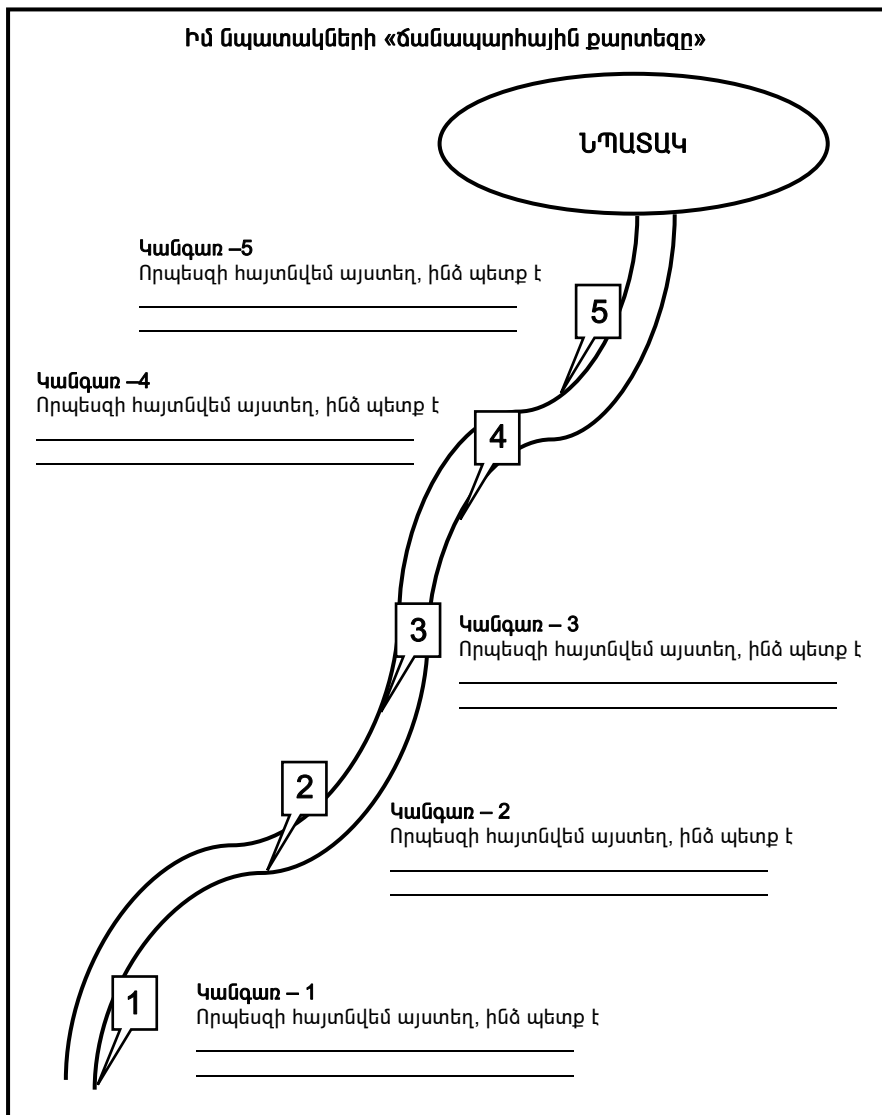 Իմ նպատակների «ճանապարհային քարտեզը»
ՆՊԱՏԱԿ
Կանգառ –5
Որպեսզի հայտնվեմ այստեղ, ինձ պետք է
5
Կանգառ –4
Որպեսզի հայտնվեմ այստեղ, ինձ պետք է
4
3
Կանգառ – 3
Որպեսզի հայտնվեմ այստեղ, ինձ պետք է
2
Կանգառ – 2
Որպեսզի հայտնվեմ այստեղ, ինձ պետք է
1
Կանգառ – 1
Որպեսզի հայտնվեմ այստեղ, ինձ պետք է